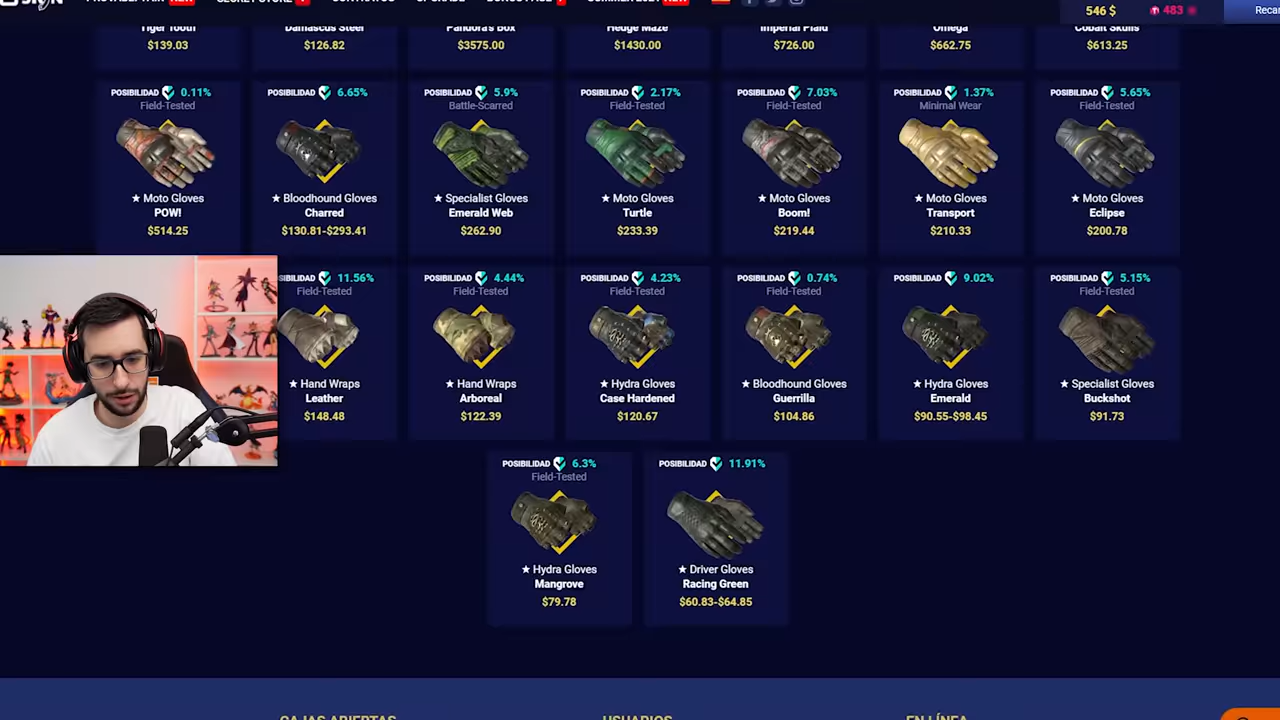 546 $
483
Recar
Tiger Tooth
$139.03
Damascus Steel
$126.82
Pandora's Box
$3575.00
Hedge Maze
$1430.00
Imperial Plaid
$726.00
Omega
$662.75
Cobalt Skulls
$613.25
POSIBILIDAD 0.11%
Field-Tested
★ Moto Gloves
POW!
$514.25
POSIBILIDAD 6.65%
★ Bloodhound Gloves
Charred
$130.81-$293.41
POSIBILIDAD 5.9%
Battle-Scarred
★ Specialist Gloves
Emerald Web
$262.90
POSIBILIDAD 2.17%
Field-Tested
★ Moto Gloves
Turtle
$233.39
POSIBILIDAD 7.03%
Field-Tested
★ Moto Gloves
Boom!
$219.44
POSIBILIDAD 1.37%
Minimal Wear
★ Moto Gloves
Transport
$210.33
POSIBILIDAD 5.65%
Field-Tested
★ Moto Gloves
Eclipse
$200.78
SIBILIDAD 11.56%
Field-Tested
★ Hand Wraps
Leather
$148.48
POSIBILIDAD 4.44%
Field-Tested
★ Hand Wraps
Arboreal
$122.39
POSIBILIDAD 4.23%
Field-Tested
★ Hydra Gloves
Case Hardened
$120.67
POSIBILIDAD 0.74%
Field-Tested
★ Bloodhound Gloves
Guerrilla
$104.86
POSIBILIDAD 9.02%
★ Hydra Gloves
Emerald
$90.55-$98.45
POSIBILIDAD 5.15%
Field-Tested
★ Specialist Gloves
Buckshot
$91.73
POSIBILIDAD 6.3%
Field-Tested
★ Hydra Gloves
Mangrove
$79.78
POSIBILIDAD 11.91%
★ Driver Gloves
Racing Green
$60.83-$64.85
CAJAS ABIERTAS
USUARIOS
EN LÍNEA